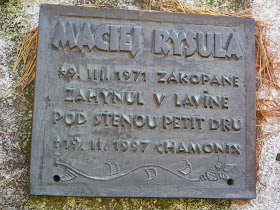 MACIEJ RYSULA
*9. III. 1971 ZAKOPANE
ZAHYNUL V LAVÍNE
POD STENOU PETIT DRU
+19. II. 1997 CHAMONIX